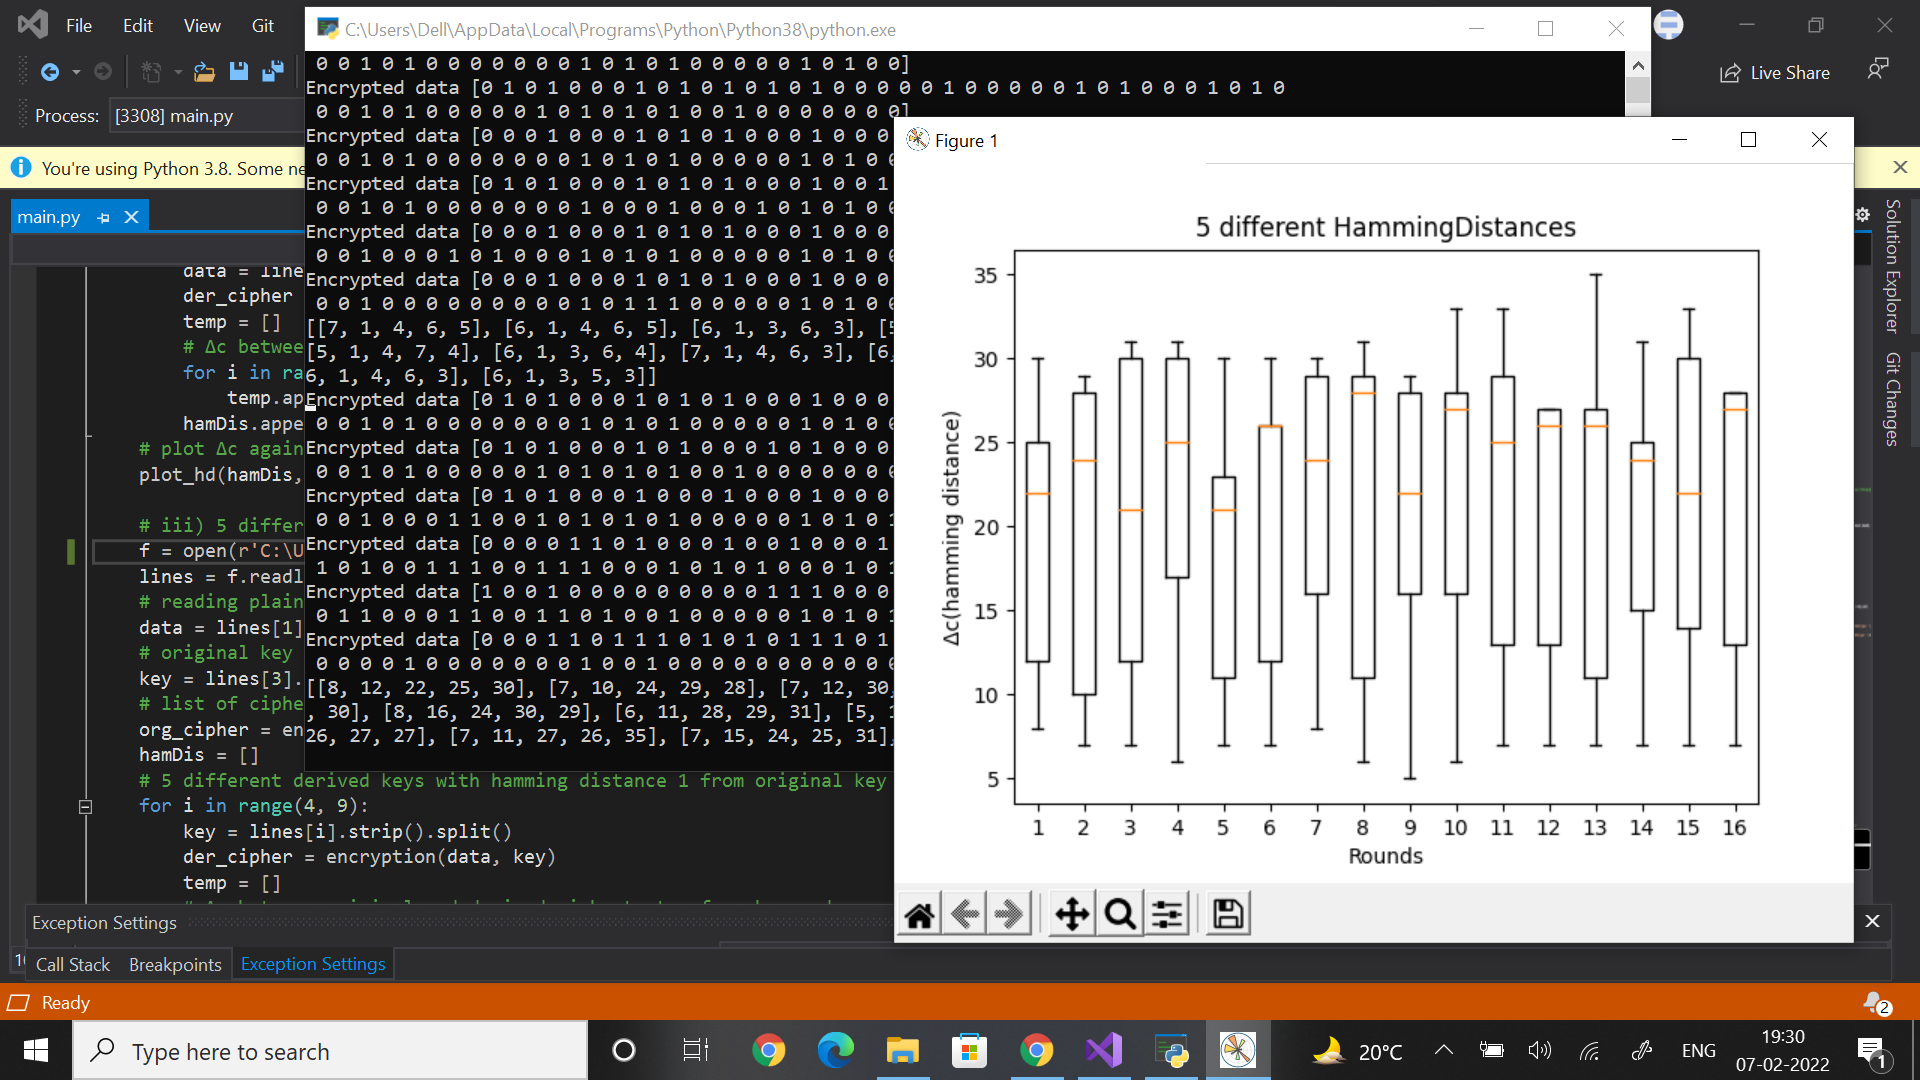 File Edit View Git
C:\Users\Dell\AppData\Local\Programs\Python\Python38\python.exe
Live Share
Process: [3308] main.py
You're using Python 3.8. Some ne
main.py
data = line
der_cipher
temp = []
# Δc betwee
for i in ra
temp.ap
hamDis.appe
# plot Δc again
plot_hd(hamDis,
# iii) 5 differ
f = open(r'C:\U
lines = f.readl
# reading plain
data = lines[1]
# original key
key = lines[3].
# list of ciphe
org_cipher = en
hamDis = []
# 5 different derived keys with hamming distance 1 from original key
for i in range(4, 9):
key = lines[i].strip().split()
der_cipher = encryption(data, key)
temp = []
0 0 1 0 1 0 0 0 0 0 0 0 1 0 1 0 1 0 0 0 0 0 1 0 1 0 0]
Encrypted data [0 1 0 1 0 0 0 1 0 1 0 1 0 1 0 1 0 0 0 0 0 1 0 0 0 0 0 1 0 1 0 0 0 1 0 1 0
0 0 1 0 1 0 0 0 0 0 1 0 1 0 1 0 1 0 0 1 0 0 0 0 0 0 0]
Encrypted data [0 0 0 1 0 0 0 1 0 1 0 1 0 0 0 1 0 0 0
0 0 1 0 1 0 0 0 0 0 0 0 1 0 1 0 1 0 0 0 0 0 1 0 1 0 0
Encrypted data [0 1 0 1 0 0 0 1 0 1 0 1 0 0 0 1 0 0 1
0 0 1 0 1 0 0 0 0 0 0 0 1 0 0 0 1 0 0 0 1 0 1 0 1 0 0
Encrypted data [0 0 0 1 0 0 0 1 0 1 0 1 0 0 0 1 0 0 0
0 0 1 0 0 0 1 0 1 0 0 0 1 0 1 0 1 0 0 0 0 0 1 0 1 0 0
Encrypted data [0 0 0 1 0 0 0 1 0 1 0 1 0 0 0 1 0 0 0
0 0 1 0 0 0 0 0 0 0 0 0 1 0 1 1 1 0 0 0 0 0 1 0 1 0 0
[[7, 1, 4, 6, 5], [6, 1, 4, 6, 5], [6, 1, 3, 6, 3], [5
[5, 1, 4, 7, 4], [6, 1, 3, 6, 4], [7, 1, 4, 6, 3], [6,
6, 1, 4, 6, 3], [6, 1, 3, 5, 3]]
Encrypted data [0 1 0 1 0 0 0 1 0 1 0 1 0 0 0 1 0 0 0
0 0 1 0 1 0 0 0 0 0 0 0 1 0 1 0 1 0 0 0 0 0 1 0 1 0 0
Encrypted data [0 1 0 1 0 0 0 1 0 1 0 1 0 0 0 1 0 1 0
0 0 1 0 1 0 0 0 0 0 1 0 1 0 1 0 1 0 0 1 0 0 0 0 0 0 0
Encrypted data [0 1 0 1 0 0 0 1 0 0 0 1 0 0 0 1 0 0 0
0 0 1 0 0 0 1 1 0 0 1 0 1 0 1 0 1 0 0 0 0 0 1 0 1 0 1
Encrypted data [0 0 0 0 1 1 0 1 0 0 0 1 0 0 1 0 0 0 1
1 0 1 0 0 1 1 1 0 0 1 1 1 0 0 0 1 0 1 0 1 0 0 0 1 0 1
Encrypted data [1 0 0 1 0 0 0 0 0 0 0 0 0 1 1 1 0 0 0
0 1 1 0 0 0 1 1 0 0 1 1 0 1 0 0 1 0 0 0 0 0 1 0 1 0 1
Encrypted data [0 0 0 1 1 0 1 1 1 0 1 0 1 0 1 1 1 0 1
0 0 0 0 1 0 0 0 0 0 0 0 1 0 0 1 0 0 0 0 0 0 0 0 0 0 0
[[8, 12, 22, 25, 30], [7, 10, 24, 29, 28], [7, 12, 30,
, 30], [8, 16, 24, 30, 29], [6, 11, 28, 29, 31], [5, 1
26, 27, 27], [7, 11, 27, 26, 35], [7, 15, 24, 25, 31],
Figure 1
5 different HammingDistances
35
30
25
20
15
10
5
Δc(hamming distance)
1 2 3 4 5 6 7 8 9 10 11 12 13 14 15 16
Rounds
Solution Explorer
Git Changes
Exception Settings
Call Stack Breakpoints Exception Settings
Ready
2
Type here to search
20°C
ENG
19:30
07-02-2022
1